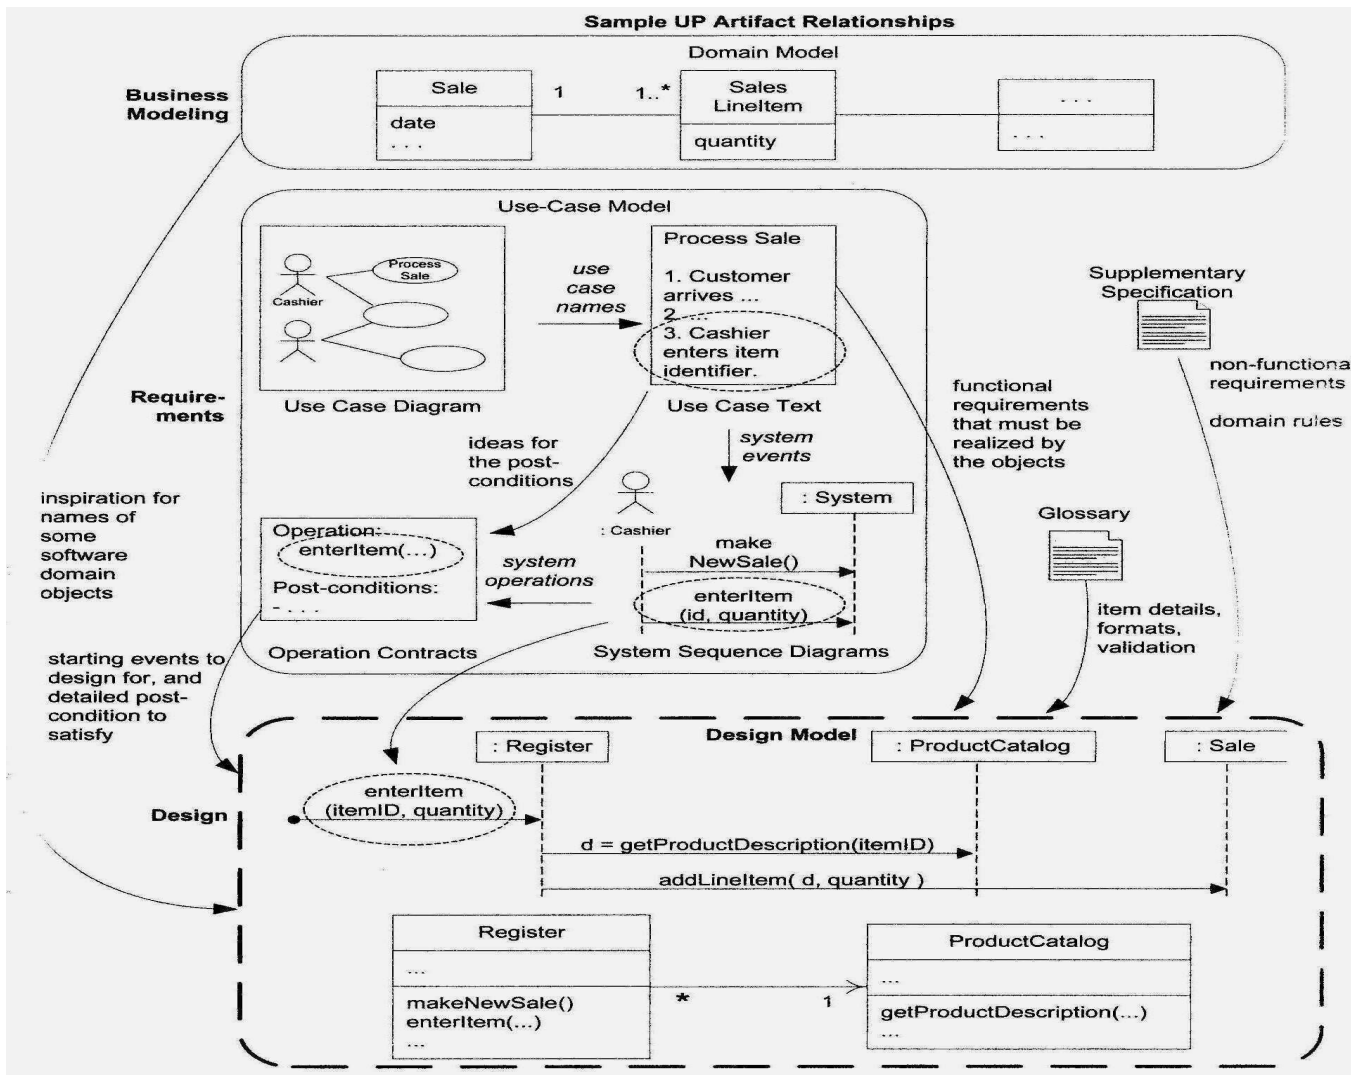 Sample UP Artifact Relationships
Domain Model
Business
Modeling
Sale
date
. . .
1
1..*
Sales
LineItem
quantity
. . .
. . .
Use-Case Model
Process
Sale
Cashier
Use Case Diagram
use
case
names
Process Sale
1. Customer
arrives ...
2. ...
3. Cashier
enters item
identifier.
Use Case Text
Require-
ments
Supplementary
Specification
non-functional
requirements
domain rules
functional
requirements
that must be
realized by
the objects
ideas for
the post-
conditions
system
events
inspiration for
names of
some
software
domain
objects
Operation:
enterItem(...)
Post-conditions:
- . . .
Operation Contracts
system
operations
: Cashier
: System
make
NewSale()
enterItem
(id, quantity)
System Sequence Diagrams
Glossary
item details,
formats,
validation
starting events to
design for, and
detailed post-
condition to
satisfy
Design Model
: Register
: ProductCatalog
: Sale
Design
enterItem
(itemID, quantity)
d = getProductDescription(itemID)
addLineItem( d, quantity )
Register
...
makeNewSale()
enterItem(...)
...
*
1
ProductCatalog
...
getProductDescription(...)
...